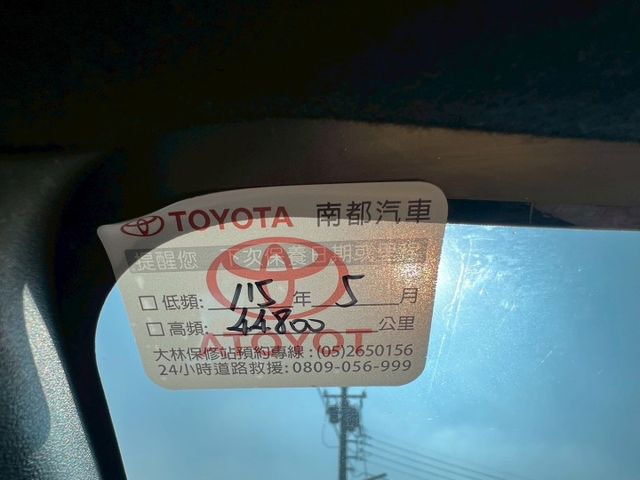 TOYOTA 南都汽車
提醒您 下次保養日期或里程
□低頻: 115 年 5 月
□高頻: 44800 公里
大林保修站預約專線:(05)2650156
24小時道路救援:0809-056-999